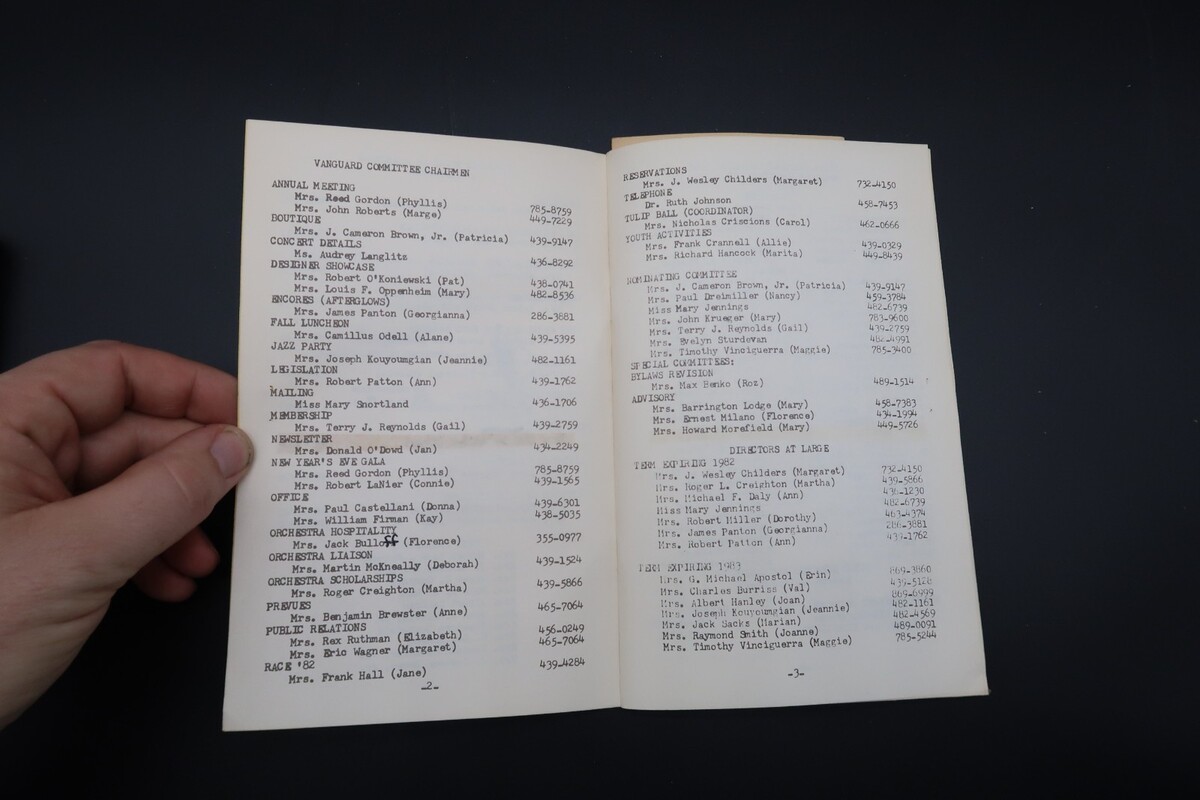 VANGUARD COMMITTEE CHAIRMEN
ANNUAL MEETING
Mrs. Reed Gordon (Phyllis) 785-8759
Mrs. John Roberts (Marge) 449-7229
BOUTIQUE
Mrs. J. Cameron Brown, Jr. (Patricia) 439-9147
CONCERT DETAILS
Ms. Audrey Langlitz 436-8292
DESIGNER SHOWCASE
Mrs. Robert O'Koniewski (Pat) 438-0741
Mrs. Louis F. Oppenheim (Mary) 482-8536
ENCORES (AFTERGLOWS)
Mrs. James Panton (Georgianna) 286-3881
FALL LUNCHEON
Mrs. Camillus Odell (Alane) 439-5395
JAZZ PARTY
Mrs. Joseph Kouyoumgian (Jeannie) 482-1161
LEGISLATION
Mrs. Robert Patton (Ann) 439-1762
MAILING
Miss Mary Snortland 436-1706
MEMBERSHIP
Mrs. Terry J. Reynolds (Gail) 439-2759
NEWSLETTER
Mrs. Donald O'Dowd (Jan) 434-2249
NEW YEAR'S EVE GALA
Mrs. Reed Gordon (Phyllis) 785-8759
Mrs. Robert LaNier (Connie) 439-1565
OFFICE
Mrs. Paul Castellani (Donna) 439-6301
Mrs. William Firman (Kay) 438-5035
ORCHESTRA HOSPITALITY
Mrs. Jack Bulloff (Florence) 355-0977
ORCHESTRA LIAISON
Mrs. Martin McKneally (Deborah) 439-1524
ORCHESTRA SCHOLARSHIPS
Mrs. Roger Creighton (Martha) 439-5866
PREVUES
Mrs. Benjamin Brewster (Anne) 465-7064
PUBLIC RELATIONS
Mrs. Rex Ruthman (Elizabeth) 456-0249
Mrs. Eric Wagner (Margaret) 465-7064
RACE '82
Mrs. Frank Hall (Jane) 439-4284
-2-
RESERVATIONS
Mrs. J. Wesley Childers (Margaret) 732-4150
TELEPHONE
Dr. Ruth Johnson 458-7453
TULIP BALL (COORDINATOR)
Mrs. Nicholas Criscions (Carol) 462-0666
YOUTH ACTIVITIES
Mrs. Frank Crannell (Allie) 439-0329
Mrs. Richard Hancock (Marita) 449-8439
NOMINATING COMMITTEE
Mrs. J. Cameron Brown, Jr. (Patricia) 439-9147
Mrs. Paul Dreimiller (Nancy) 459-3784
Miss Mary Jennings 482-6739
Mrs. John Krueger (Mary) 783-9600
Mrs. Terry J. Reynolds (Gail) 439-2759
Mrs. Evelyn Sturdevan 482-4991
Mrs. Timothy Vinciguerra (Maggie) 785-3400
SPECIAL COMMITTEES:
BYLAWS REVISION
Mrs. Max Benko (Roz) 489-1514
ADVISORY
Mrs. Barrington Lodge (Mary) 458-7383
Mrs. Ernest Milano (Florence) 434-1994
Mrs. Howard Morefield (Mary) 449-5726
DIRECTORS AT LARGE
TERM EXPIRING 1982
Mrs. J. Wesley Childers (Margaret) 732-4150
Mrs. Roger L. Creighton (Martha) 439-5866
Mrs. Michael F. Daly (Ann) 436-1230
Miss Mary Jennings 482-6739
Mrs. Robert Miller (Dorothy) 463-4374
Mrs. James Panton (Georgianna) 286-3881
Mrs. Robert Patton (Ann) 439-1762
TERM EXPIRING 1983
Mrs. G. Michael Apostol (Erin) 869-3860
Mrs. Charles Burriss (Val) 439-5126
Mrs. Albert Hanley (Joan) 869-6999
Mrs. Joseph Kouyoumgian (Jeannie) 482-1161
Mrs. Jack Sacks (Marian) 482-4569
Mrs. Raymond Smith (Joanne) 489-0091
Mrs. Timothy Vinciguerra (Maggie) 785-5244
-3-